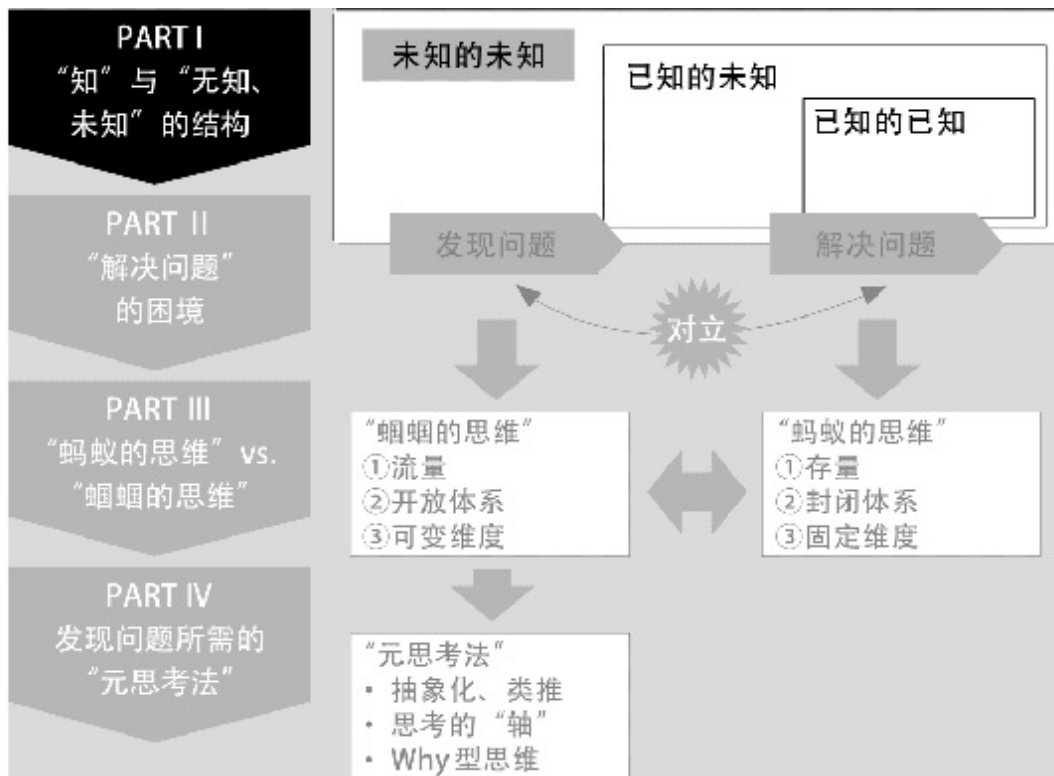 PART I
“知”与“无知、
未知”的结构
未知的未知
已知的未知
已知的已知
PART II
“解决问题”
的困境
发现问题
解决问题
对立
PART III
“蚂蚁的思维” vs.
“蝈蝈的思维”
“蝈蝈的思维”
①流量
②开放体系
③可变维度
“蚂蚁的思维”
①存量
②封闭体系
③固定维度
PART IV
发现问题所需的
“元思考法”
“元思考法”
· 抽象化、类推
· 思考的“轴”
· Why型思维